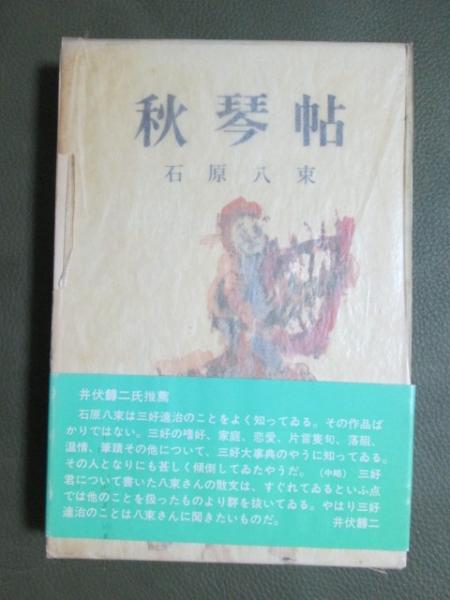 秋琴帖
石原八束
井伏鱒二氏推薦
石原八束は三好達治のことをよく知ってゐる。その作品ば
かりではない。三好の嗜好、家庭、恋愛、片言隻句、落胆、
温情、筆蹟その他について、三好大事典のやうに知ってゐる。
その人となりにも甚しく傾倒してゐたやうだ。（中略）三好
君について書いた八束さんの散文は、すぐれてゐるといふ点
では他のことを扱ったものより群を抜いてゐる。やはり三好
達治のことは八束さんに聞きたいものだ。 井伏鱒二